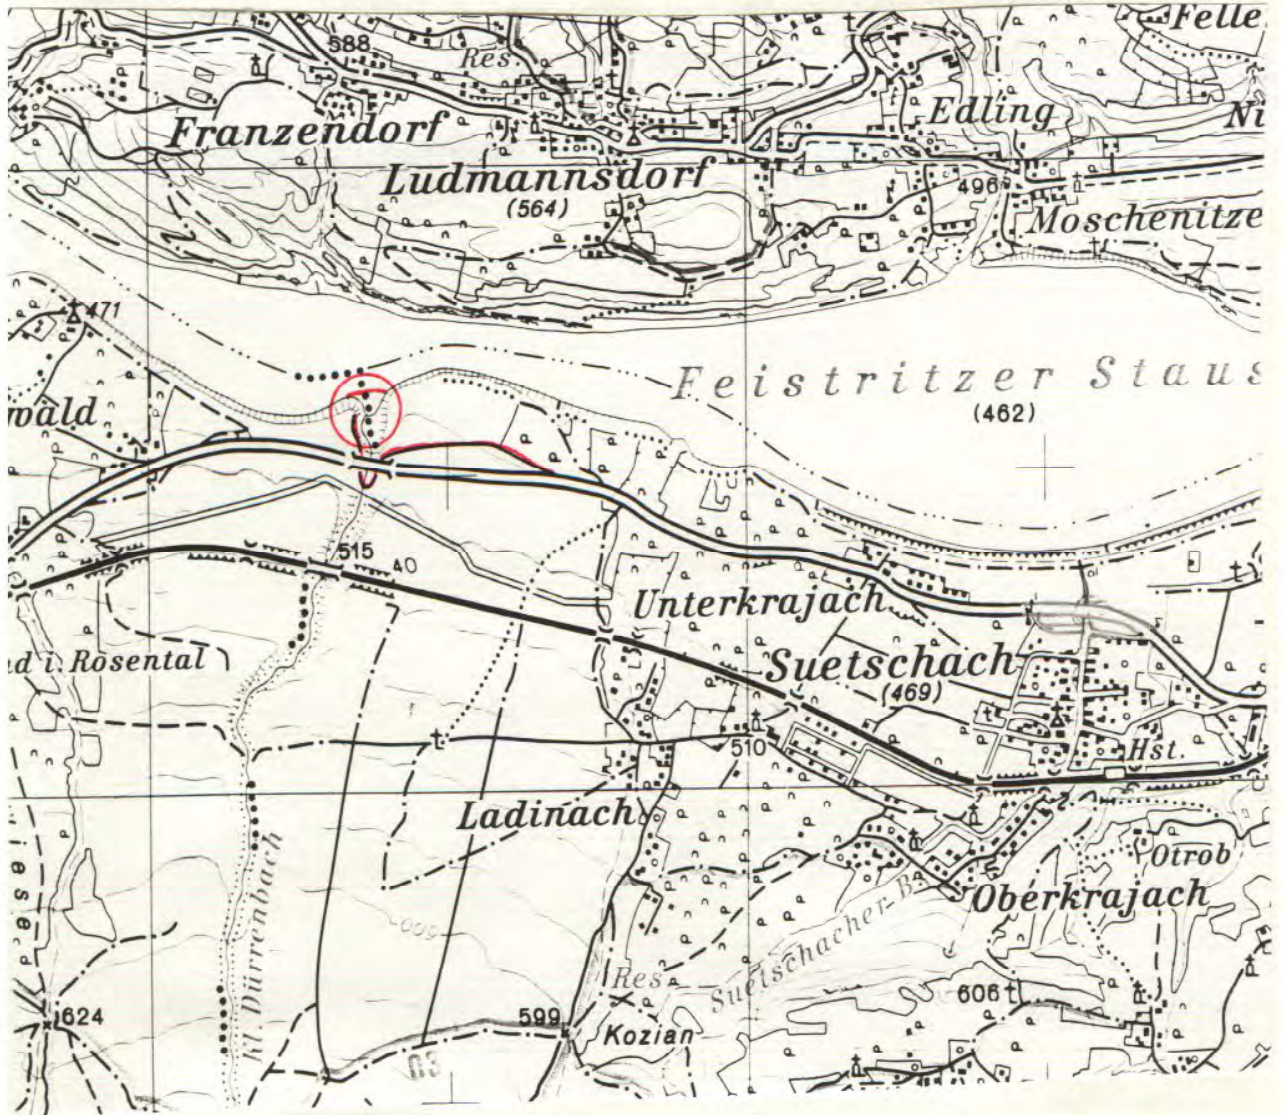 Felle
588
Res.
Franzendorf
Edling
Ni
Ludmannsdorf
(564)
496
Moschenitze
471
Feistritzer Staus
(462)
wald
515
40
Unterkrajach
d i. Rosental
Suetschach
(469)
510
Hst.
Ladinach
Otrob
Oberkrajach
500
Kl. Dürrenbach
Suetschacher-B.
Res
606
624
599
Kozian